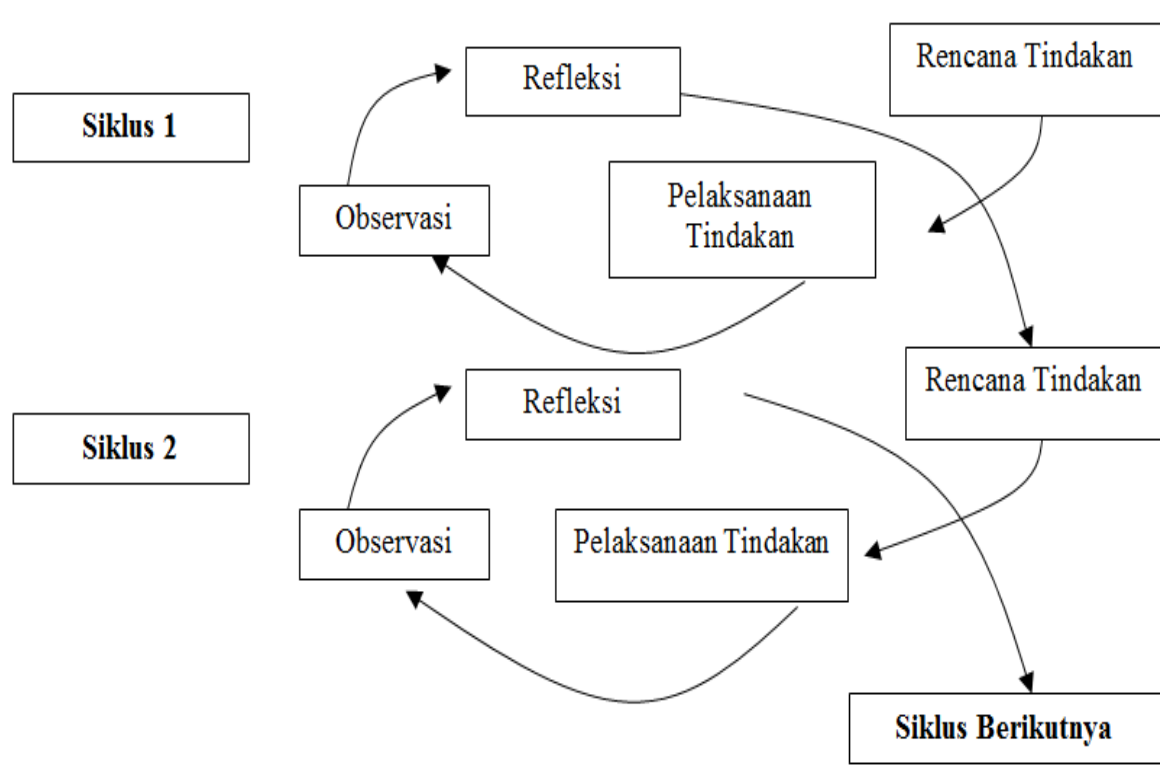 Rencana Tindakan
Refleksi
Siklus 1
Pelaksanaan
Tindakan
Observasi
Rencana Tindakan
Refleksi
Siklus 2
Observasi
Pelaksanaan Tindakan
Siklus Berikutnya